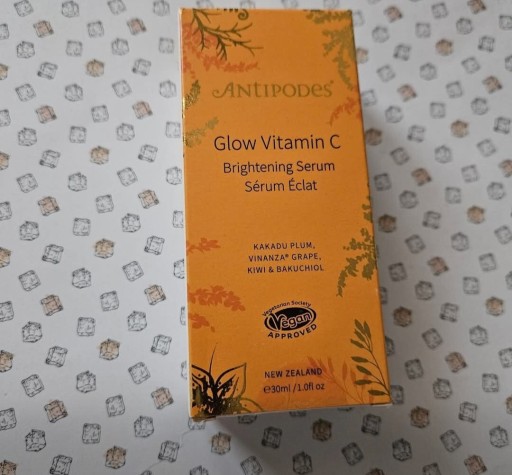 ANTIPODES®
Glow Vitamin C
Brightening Serum
Sérum Éclat
KAKADU PLUM,
VINANZA® GRAPE,
KIWI & BAKUCHIOL
Vegetarian Society
Vegan
APPROVED
NEW ZEALAND
℮30ml / 1.0fl oz